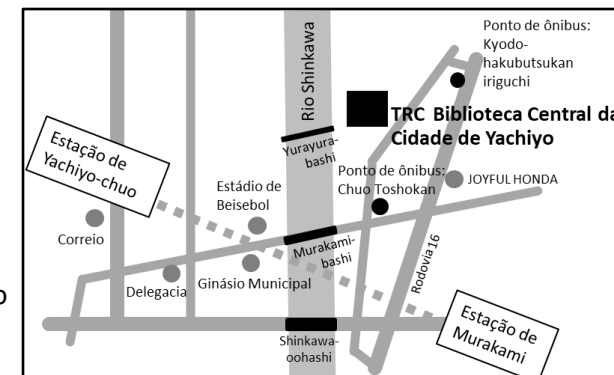 Ponto de ônibus:
Kyodo-
hakubutsukan
iriguchi
Rio Shinkawa
TRC Biblioteca Central da
Cidade de Yachiyo
Estação de
Yachiyo-chuo
Yurayura-
bashi
Ponto de ônibus:
Chuo Toshokan
JOYFUL HONDA
Estádio de
Beisebol
Correio
Murakami-
bashi
Delegacia
Ginásio Municipal
Rodovia 16
Estação de
Murakami
Shinkawa-
oohashi
o